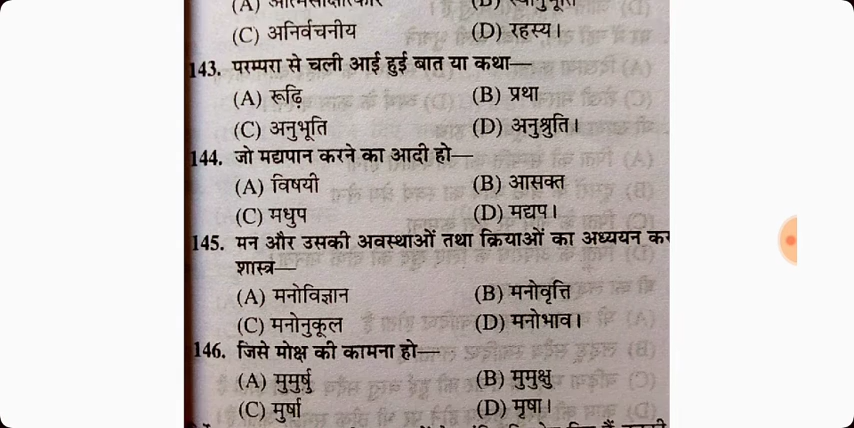 (C) अनिर्वचनीय (D) रहस्य।
143. परम्परा से चली आई हुई बात या कथा—
(A) रूढ़ि (B) प्रथा
(C) अनुभूति (D) अनुश्रुति।
144. जो मद्यपान करने का आदी हो—
(A) विषयी (B) आसक्त
(C) मधुप (D) मद्यप।
145. मन और उसकी अवस्थाओं तथा क्रियाओं का अध्ययन
शास्त्र—
(A) मनोविज्ञान (B) मनोवृत्ति
(C) मनोनुकूल (D) मनोभाव।
146. जिसे मोक्ष की कामना हो—
(A) मुमुर्षु (B) मुमुक्षु
(C) मुर्षा (D) मृषा।